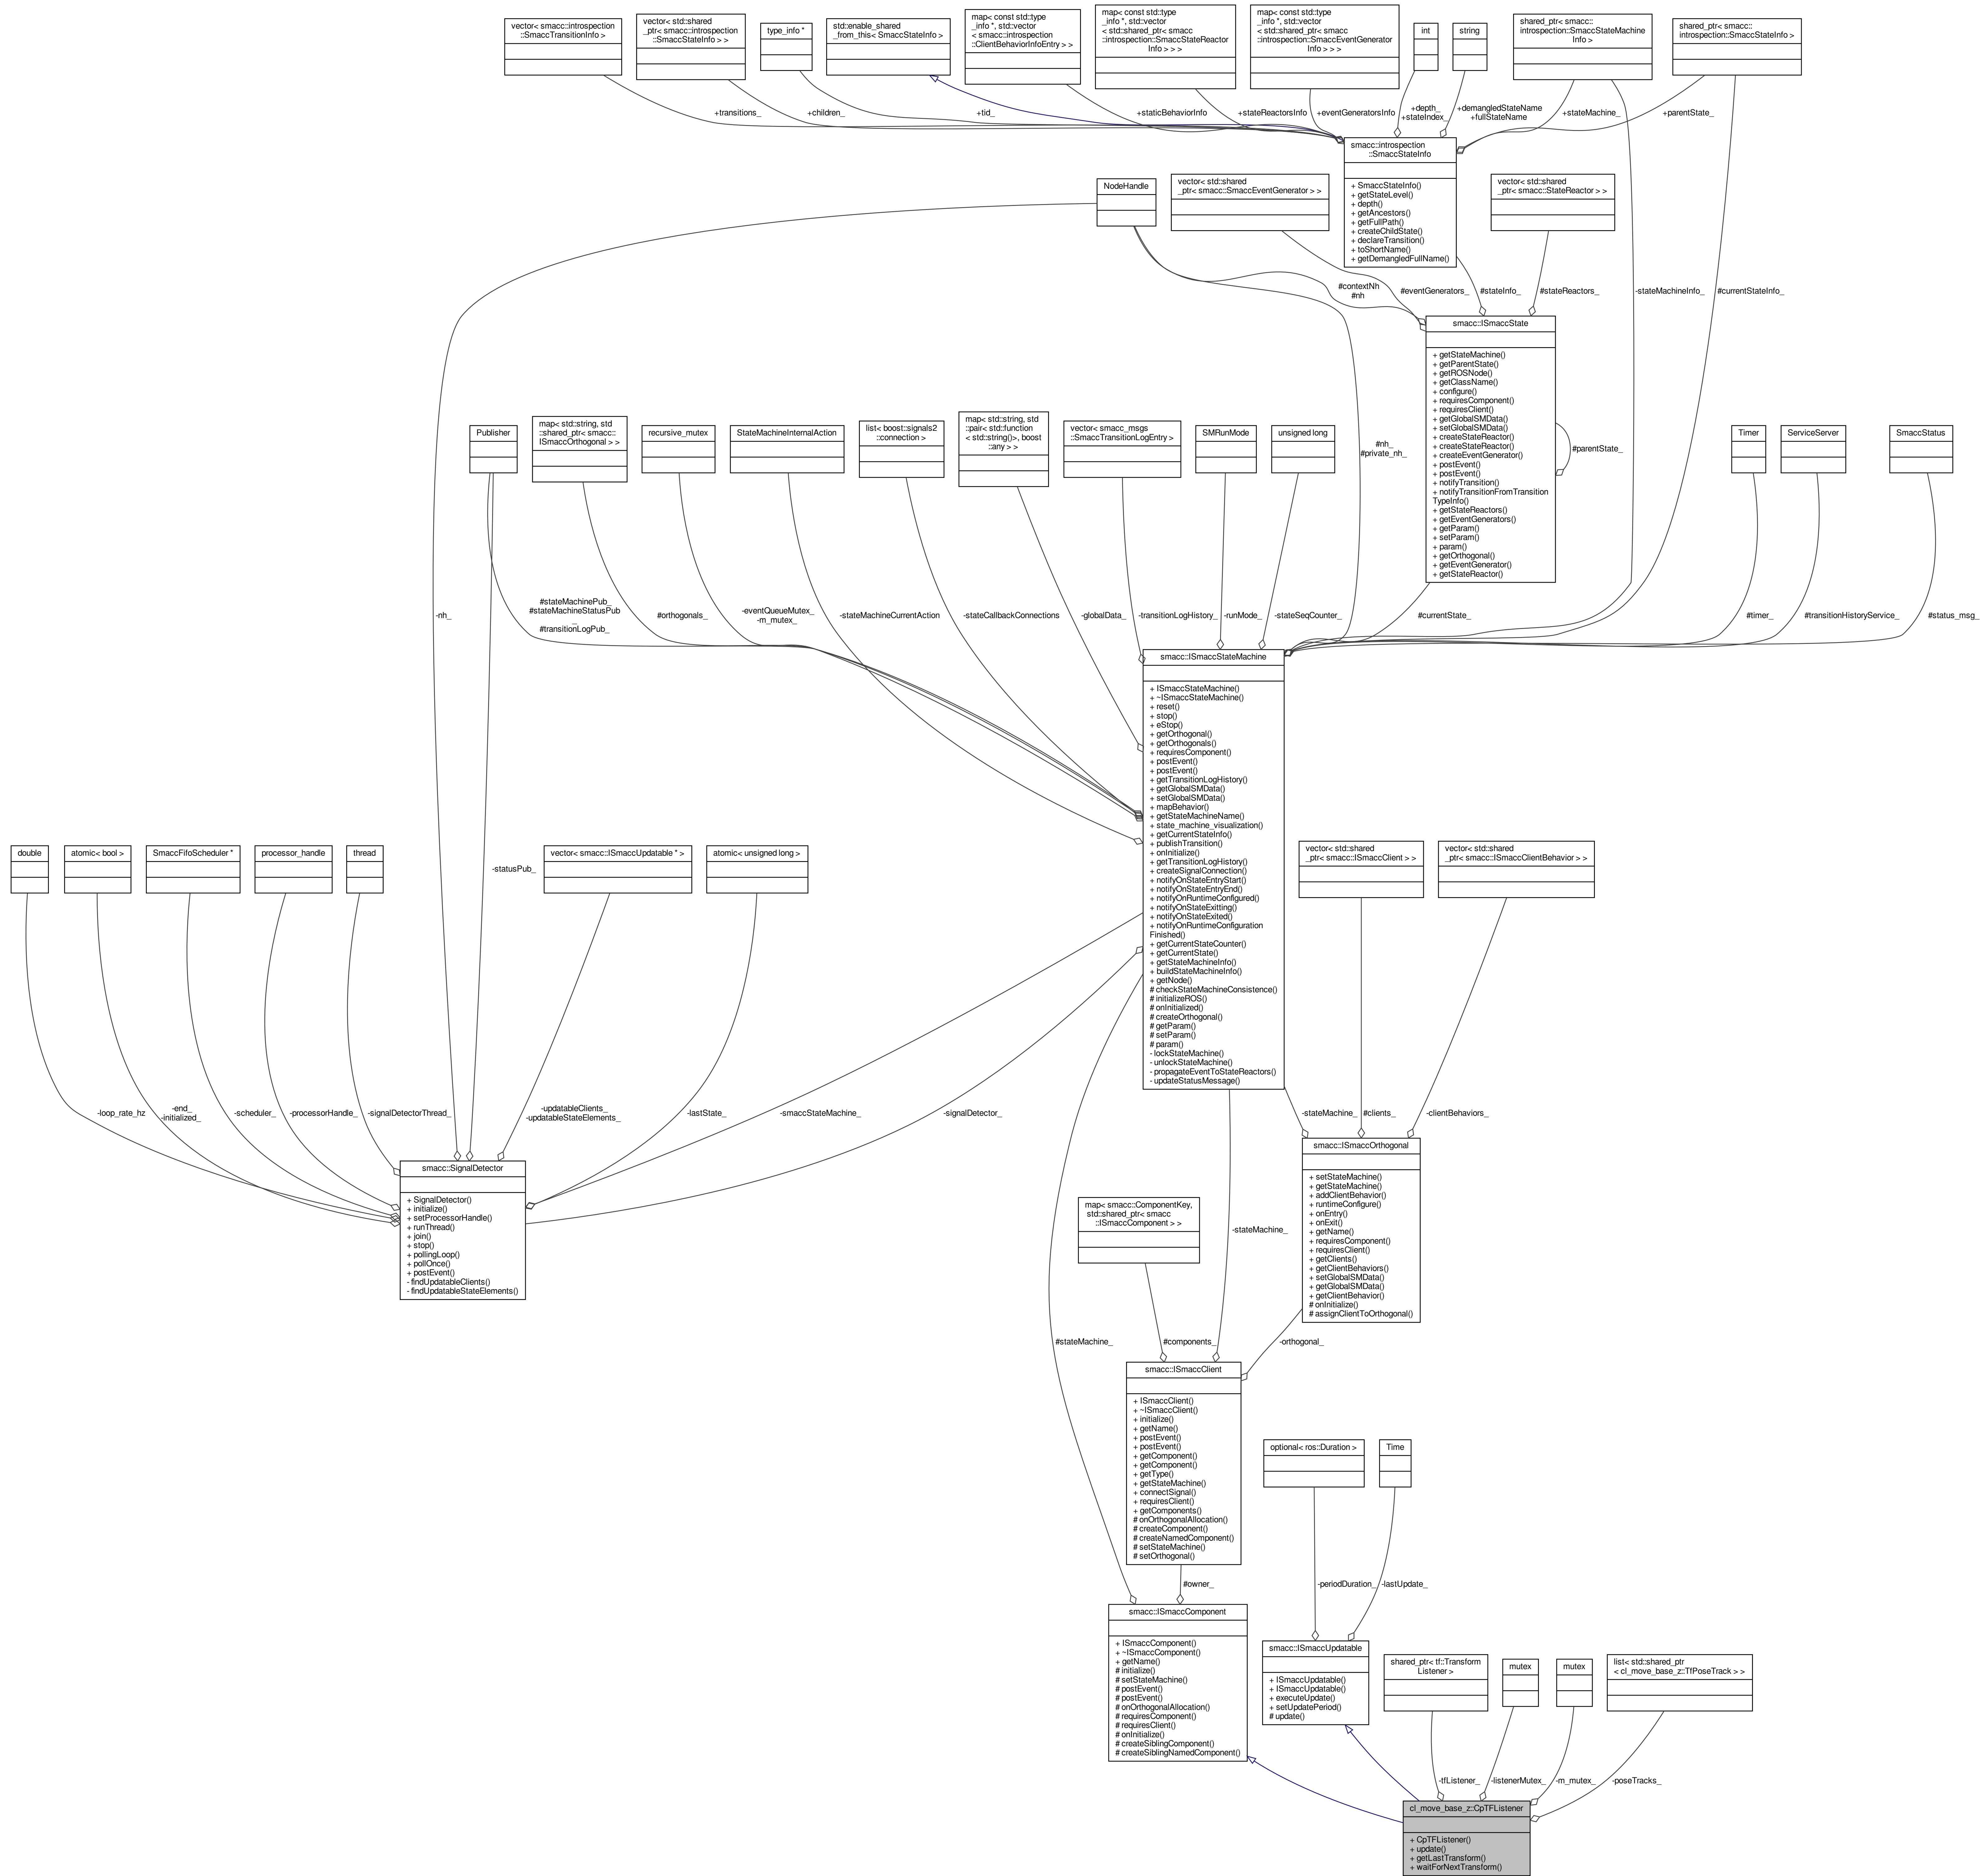 vector< smacc::introspection
::SmaccTransitionInfo >
vector< std::shared
_ptr< smacc::introspection
::SmaccStateInfo > >
type_info *
std::enable_shared
_from_this< SmaccStateInfo >
map< const std::type
_info *, std::vector
< smacc::introspection
::ClientBehaviorInfoEntry > >
map< const std::type
_info *, std::vector
< std::shared_ptr< smacc
::introspection::SmaccStateReactor
Info > > >
map< const std::type
_info *, std::vector
< std::shared_ptr< smacc
::introspection::SmaccEventGenerator
Info > > >
int
string
shared_ptr< smacc::
introspection::SmaccStateMachine
Info >
shared_ptr< smacc::
introspection::SmaccStateInfo >
+transitions_
+children_
+tid_
+staticBehaviorInfo
+stateReactorsInfo
+eventGeneratorsInfo
+depth_
+stateIndex_
+demangledStateName
+fullStateName
+stateMachine_
+parentState_
smacc::introspection
::SmaccStateInfo
+ SmaccStateInfo()
+ getStateLevel()
+ depth()
+ getAncestors()
+ getFullPath()
+ createChildState()
+ declareTransition()
+ toShortName()
+ getDemangledFullName()
NodeHandle
vector< std::shared
_ptr< smacc::SmaccEventGenerator > >
vector< std::shared
_ptr< smacc::StateReactor > >
#contextNh
#nh
#eventGenerators_
#stateInfo_
#stateReactors_
-stateMachineInfo_
#currentStateInfo_
smacc::ISmaccState
+ getStateMachine()
+ getParentState()
+ getROSNode()
+ getClassName()
+ configure()
+ requiresComponent()
+ requiresClient()
+ getGlobalSMData()
+ setGlobalSMData()
+ createStateReactor()
+ createStateReactor()
+ createEventGenerator()
+ postEvent()
+ postEvent()
+ notifyTransition()
+ notifyTransitionFromTransition
TypeInfo()
+ getStateReactors()
+ getEventGenerators()
+ getParam()
+ setParam()
+ param()
+ getOrthogonal()
+ getEventGenerator()
+ getStateReactor()
#parentState_
Publisher
map< std::string, std
::shared_ptr< smacc::
ISmaccOrthogonal > >
recursive_mutex
StateMachineInternalAction
list< boost::signals2
::connection >
map< std::string, std
::pair< std::function
< std::string()>, boost
::any > >
vector< smacc_msgs
::SmaccTransitionLogEntry >
SMRunMode
unsigned long
#nh_
#private_nh_
Timer
ServiceServer
SmaccStatus
-nh_
#stateMachinePub_
#stateMachineStatusPub
_
#transitionLogPub_
#orthogonals_
-eventQueueMutex_
-m_mutex_
-stateMachineCurrentAction
-stateCallbackConnections
-globalData_
-transitionLogHistory_
-runMode_
-stateSeqCounter_
#currentState_
#timer_
#transitionHistoryService_
#status_msg_
smacc::ISmaccStateMachine
+ ISmaccStateMachine()
+ ~ISmaccStateMachine()
+ reset()
+ stop()
+ eStop()
+ getOrthogonal()
+ getOrthogonals()
+ requiresComponent()
+ postEvent()
+ postEvent()
+ getTransitionLogHistory()
+ getGlobalSMData()
+ setGlobalSMData()
+ mapBehavior()
+ getStateMachineName()
+ state_machine_visualization()
+ getCurrentStateInfo()
+ publishTransition()
+ onInitialize()
+ getTransitionLogHistory()
+ createSignalConnection()
+ notifyOnStateEntryStart()
+ notifyOnStateEntryEnd()
+ notifyOnRuntimeConfigured()
+ notifyOnStateExitting()
+ notifyOnStateExited()
+ notifyOnRuntimeConfiguration
Finished()
+ getCurrentStateCounter()
+ getCurrentState()
+ getStateMachineInfo()
+ buildStateMachineInfo()
+ getNode()
# checkStateMachineConsistence()
# initializeROS()
# onInitialized()
# createOrthogonal()
# getParam()
# setParam()
# param()
- lockStateMachine()
- unlockStateMachine()
- propagateEventToStateReactors()
- updateStatusMessage()
double
atomic< bool >
SmaccFifoScheduler *
processor_handle
thread
-statusPub_
vector< smacc::ISmaccUpdatable * >
atomic< unsigned long >
vector< std::shared
_ptr< smacc::ISmaccClient > >
vector< std::shared
_ptr< smacc::ISmaccClientBehavior > >
-loop_rate_hz
-end_
-initialized_
-scheduler_
-processorHandle_
-signalDetectorThread_
-updatableClients_
-updatableStateElements_
-lastState_
-smaccStateMachine_
-signalDetector_
-stateMachine_
#clients_
-clientBehaviors_
smacc::SignalDetector
+ SignalDetector()
+ initialize()
+ setProcessorHandle()
+ runThread()
+ join()
+ stop()
+ pollingLoop()
+ pollOnce()
+ postEvent()
- findUpdatableClients()
- findUpdatableStateElements()
smacc::ISmaccOrthogonal
+ setStateMachine()
+ getStateMachine()
+ addClientBehavior()
+ runtimeConfigure()
+ onEntry()
+ onExit()
+ getName()
+ requiresComponent()
+ requiresClient()
+ getClients()
+ getClientBehaviors()
+ setGlobalSMData()
+ getGlobalSMData()
+ getClientBehavior()
# onInitialize()
# assignClientToOrthogonal()
map< smacc::ComponentKey,
std::shared_ptr< smacc
::ISmaccComponent > >
-stateMachine_
#stateMachine_
#components_
-orthogonal_
smacc::ISmaccClient
+ ISmaccClient()
+ ~ISmaccClient()
+ initialize()
+ getName()
+ postEvent()
+ postEvent()
+ getComponent()
+ getComponent()
+ getType()
+ getStateMachine()
+ connectSignal()
+ requiresClient()
+ getComponents()
# onOrthogonalAllocation()
# createComponent()
# createNamedComponent()
# setStateMachine()
# setOrthogonal()
optional< ros::Duration >
Time
#owner_
-periodDuration_
-lastUpdate_
smacc::ISmaccComponent
+ ISmaccComponent()
+ ~ISmaccComponent()
+ getName()
# initialize()
# setStateMachine()
# postEvent()
# postEvent()
# onOrthogonalAllocation()
# requiresComponent()
# requiresClient()
# onInitialize()
# createSiblingComponent()
# createSiblingNamedComponent()
smacc::ISmaccUpdatable
+ ISmaccUpdatable()
+ ISmaccUpdatable()
+ executeUpdate()
+ setUpdatePeriod()
# update()
shared_ptr< tf::Transform
Listener >
mutex
mutex
list< std::shared_ptr
< cl_move_base_z::TfPoseTrack > >
-tfListener_
-listenerMutex_
-m_mutex_
-poseTracks_
cl_move_base_z::CpTFListener
+ CpTFListener()
+ update()
+ getLastTransform()
+ waitForNextTransform()